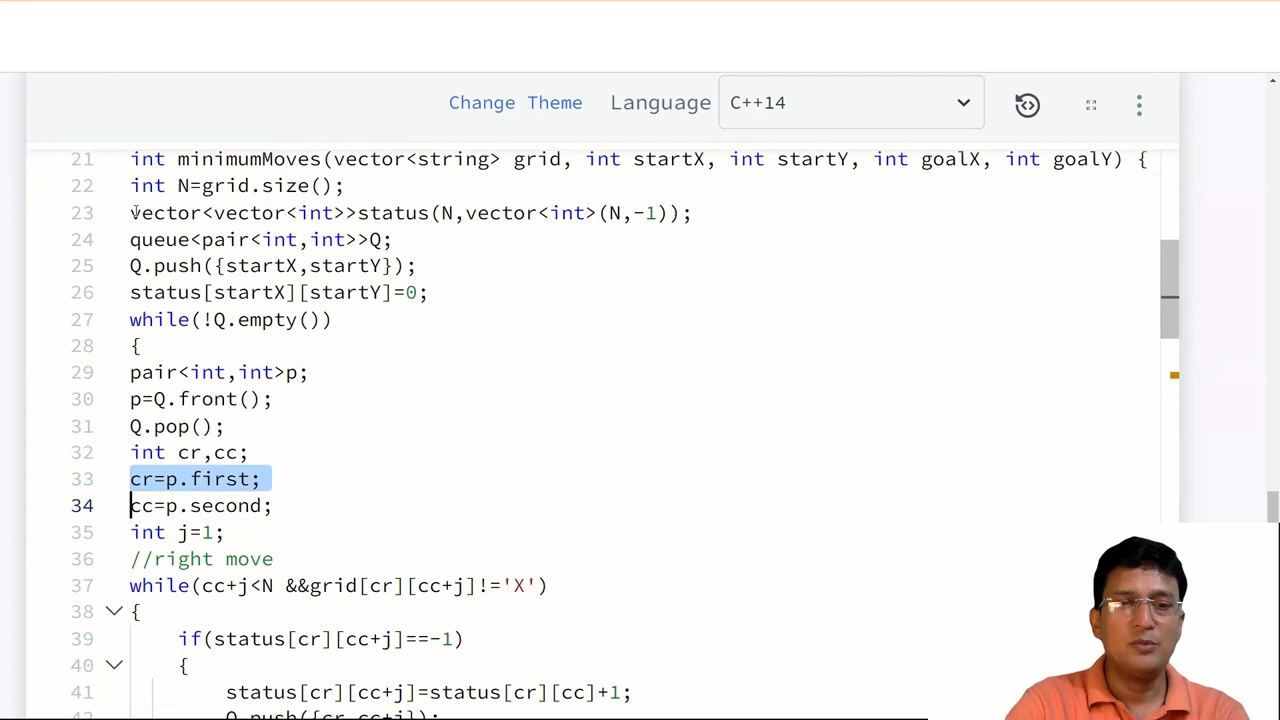 Change Theme Language C++14
21 int minimumMoves(vector<string> grid, int startX, int startY, int goalX, int goalY) {
22 int N=grid.size();
23 vector<vector<int>>status(N,vector<int>(N,-1));
24 queue<pair<int,int>>Q;
25 Q.push({startX,startY});
26 status[startX][startY]=0;
27 while(!Q.empty())
28 {
29 pair<int,int>p;
30 p=Q.front();
31 Q.pop();
32 int cr,cc;
33 cr=p.first;
34 cc=p.second;
35 int j=1;
36 //right move
37 while(cc+j<N &&grid[cr][cc+j]!='X')
38 {
39 if(status[cr][cc+j]==-1)
40 {
41 status[cr][cc+j]=status[cr][cc]+1;
42 Q.push({cr,cc+j});